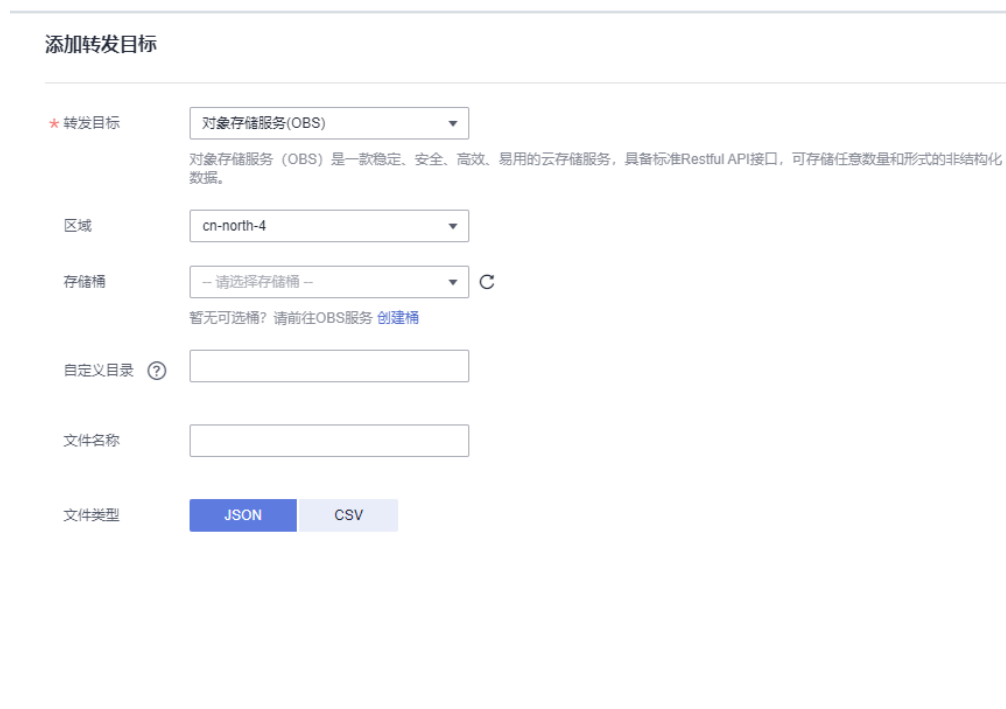 添加转发目标
* 转发目标 对象存储服务(OBS)
对象存储服务（OBS）是一款稳定、安全、高效、易用的云存储服务，具备标准Restful API接口，可存储任意数量和形式的非结构化
数据。
区域 cn-north-4
存储桶 -- 请选择存储桶 --
暂无可选桶？请前往OBS服务 创建桶
自定义目录 ?
文件名称
文件类型 JSON CSV